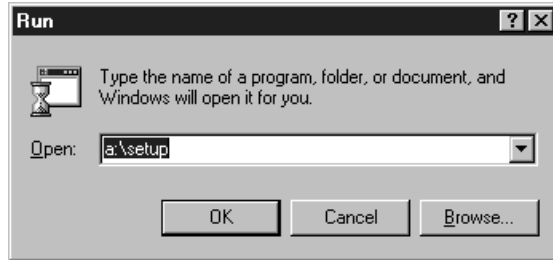 Run
Type the name of a program, folder, or document, and
Windows will open it for you.
Open: a:\setup
OK Cancel Browse...